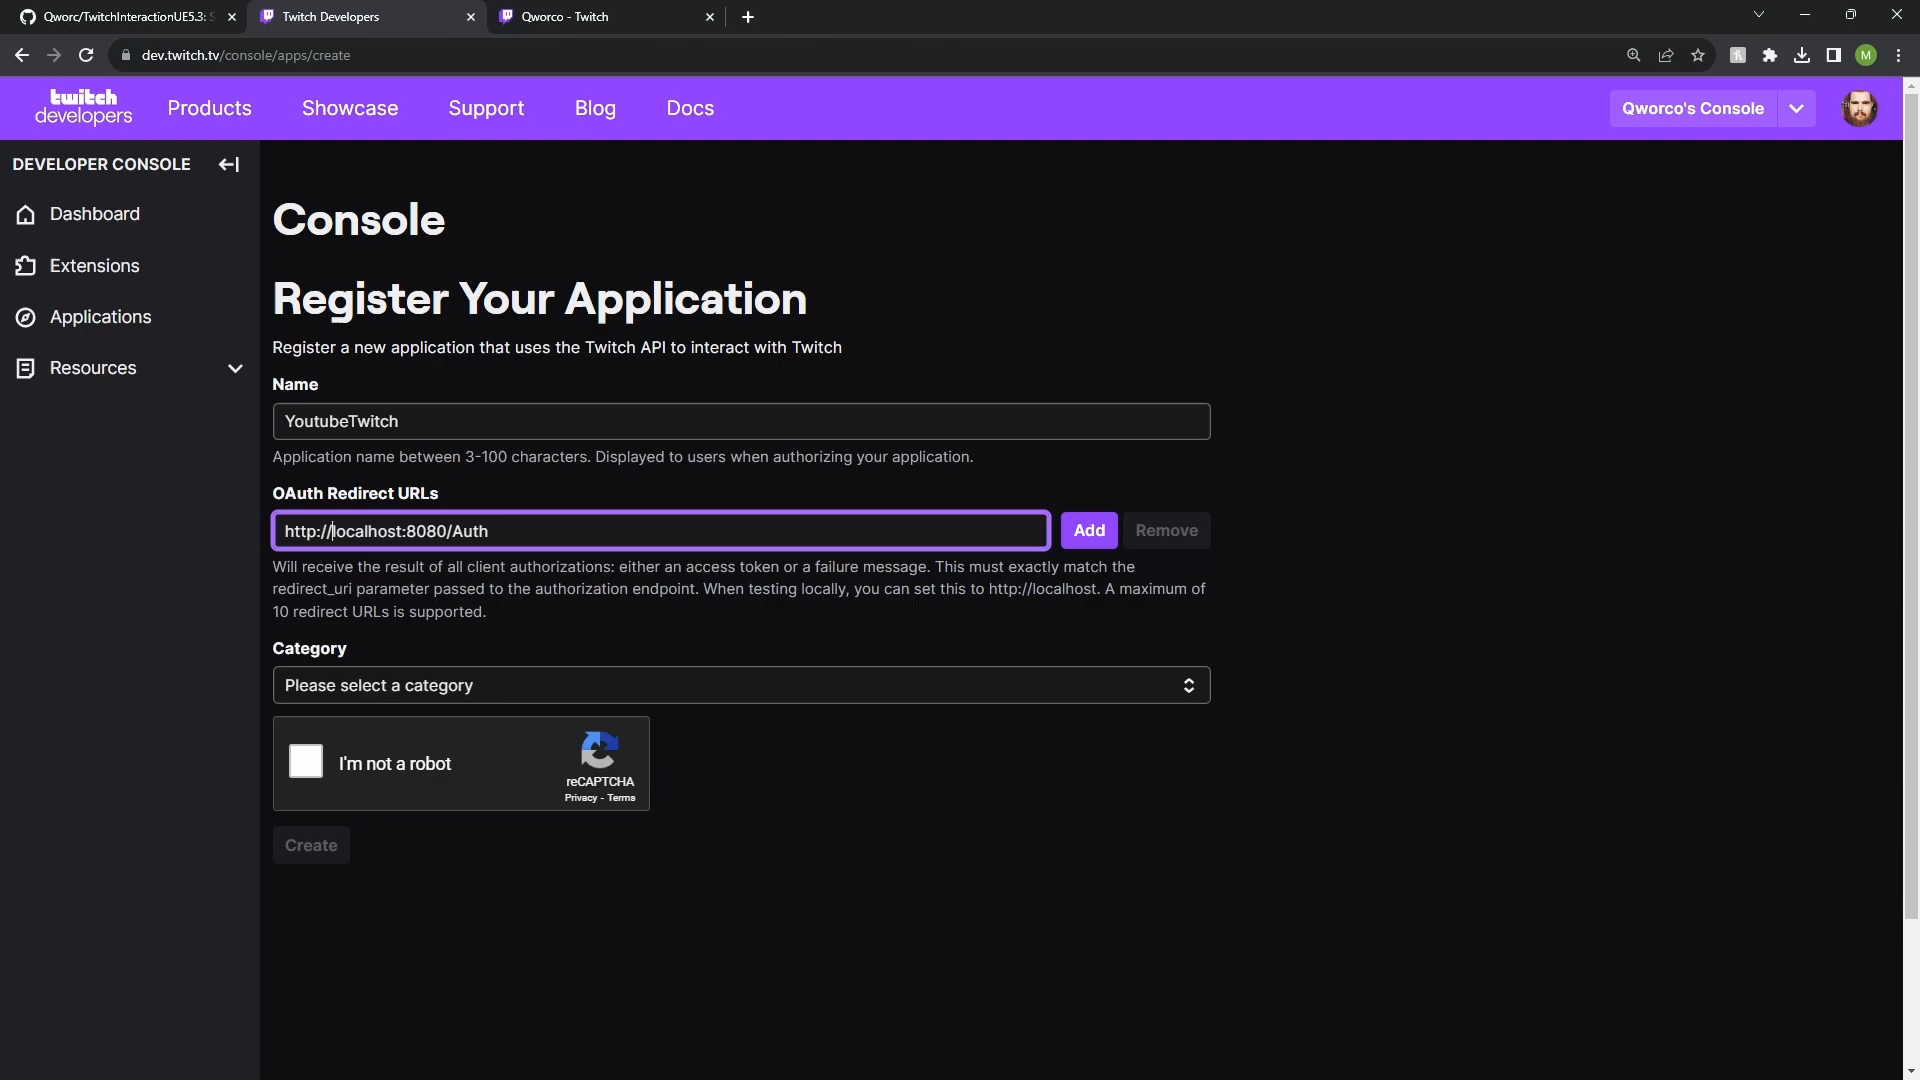 Qworc/TwitchInteractionUE5.3: S
Twitch Developers
Qworco - Twitch
dev.twitch.tv/console/apps/create
M
twitch
developers
Products
Showcase
Support
Blog
Docs
Qworco's Console
DEVELOPER CONSOLE
Dashboard
Extensions
Applications
Resources
Console
Register Your Application
Register a new application that uses the Twitch API to interact with Twitch
Name
YoutubeTwitch
Application name between 3-100 characters. Displayed to users when authorizing your application.
OAuth Redirect URLs
http://localhost:8080/Auth
Add
Remove
Will receive the result of all client authorizations: either an access token or a failure message. This must exactly match the
redirect_uri parameter passed to the authorization endpoint. When testing locally, you can set this to http://localhost. A maximum of
10 redirect URLs is supported.
Category
Please select a category
I'm not a robot
reCAPTCHA
Privacy - Terms
Create